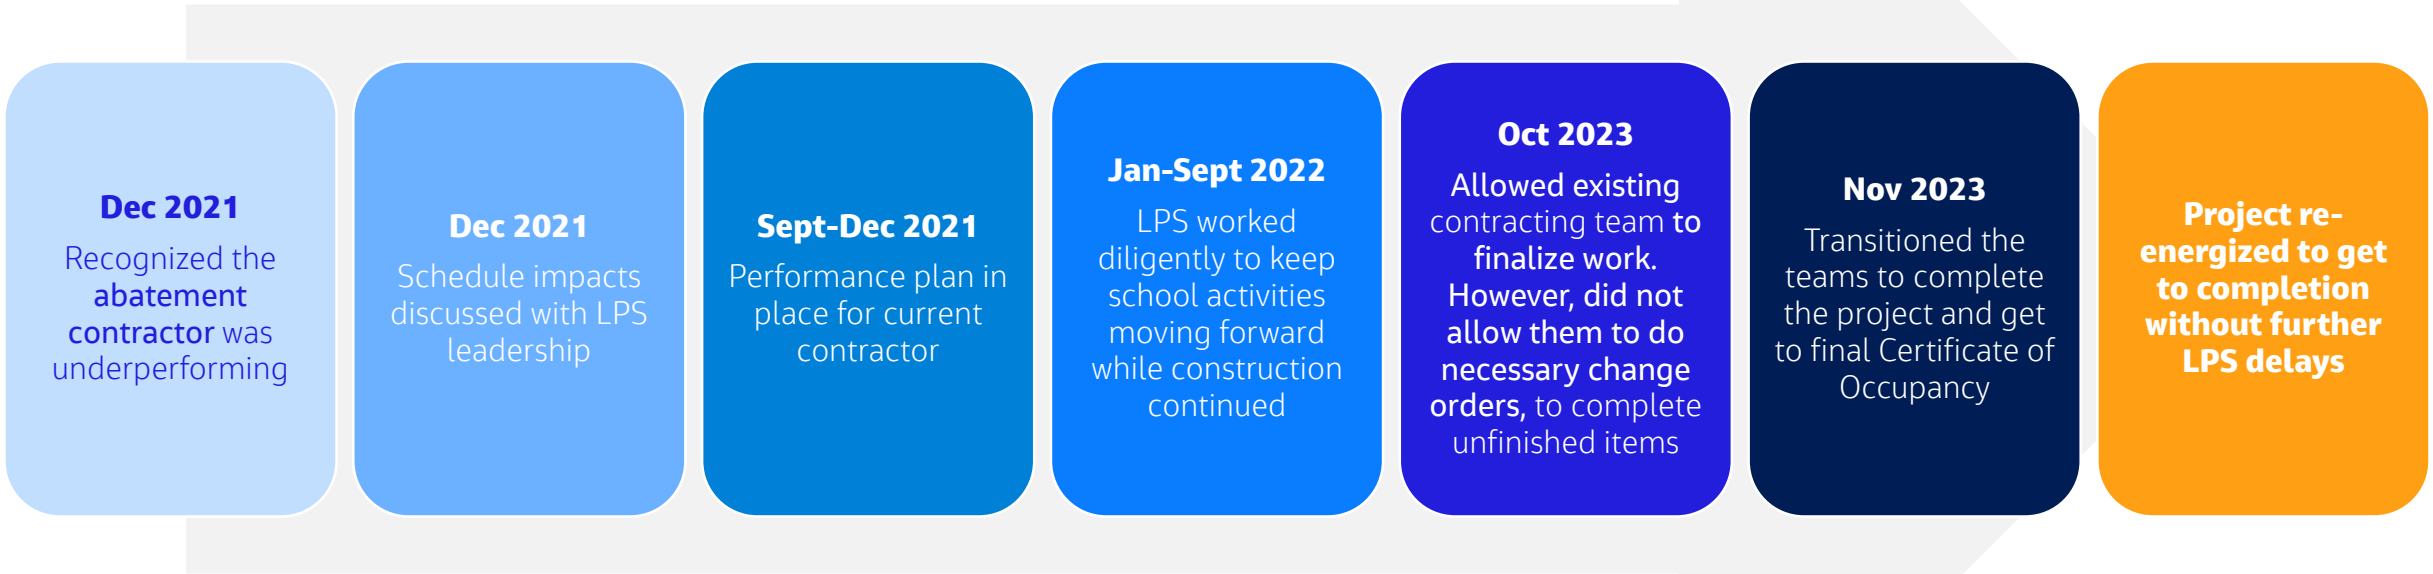 Dec 2021
Recognized the
abatement
contractor was
underperforming
Dec 2021
Schedule impacts
discussed with LPS
leadership
Sept-Dec 2021
Performance plan in
place for current
contractor
Jan-Sept 2022
LPS worked
diligently to keep
school activities
moving forward
while construction
continued
Oct 2023
Allowed existing
contracting team to
finalize work.
However, did not
allow them to do
necessary change
orders, to complete
unfinished items
Nov 2023
Transitioned the
teams to complete
the project and get
to final Certificate of
Occupancy
Project re-
energized to get
to completion
without further
LPS delays